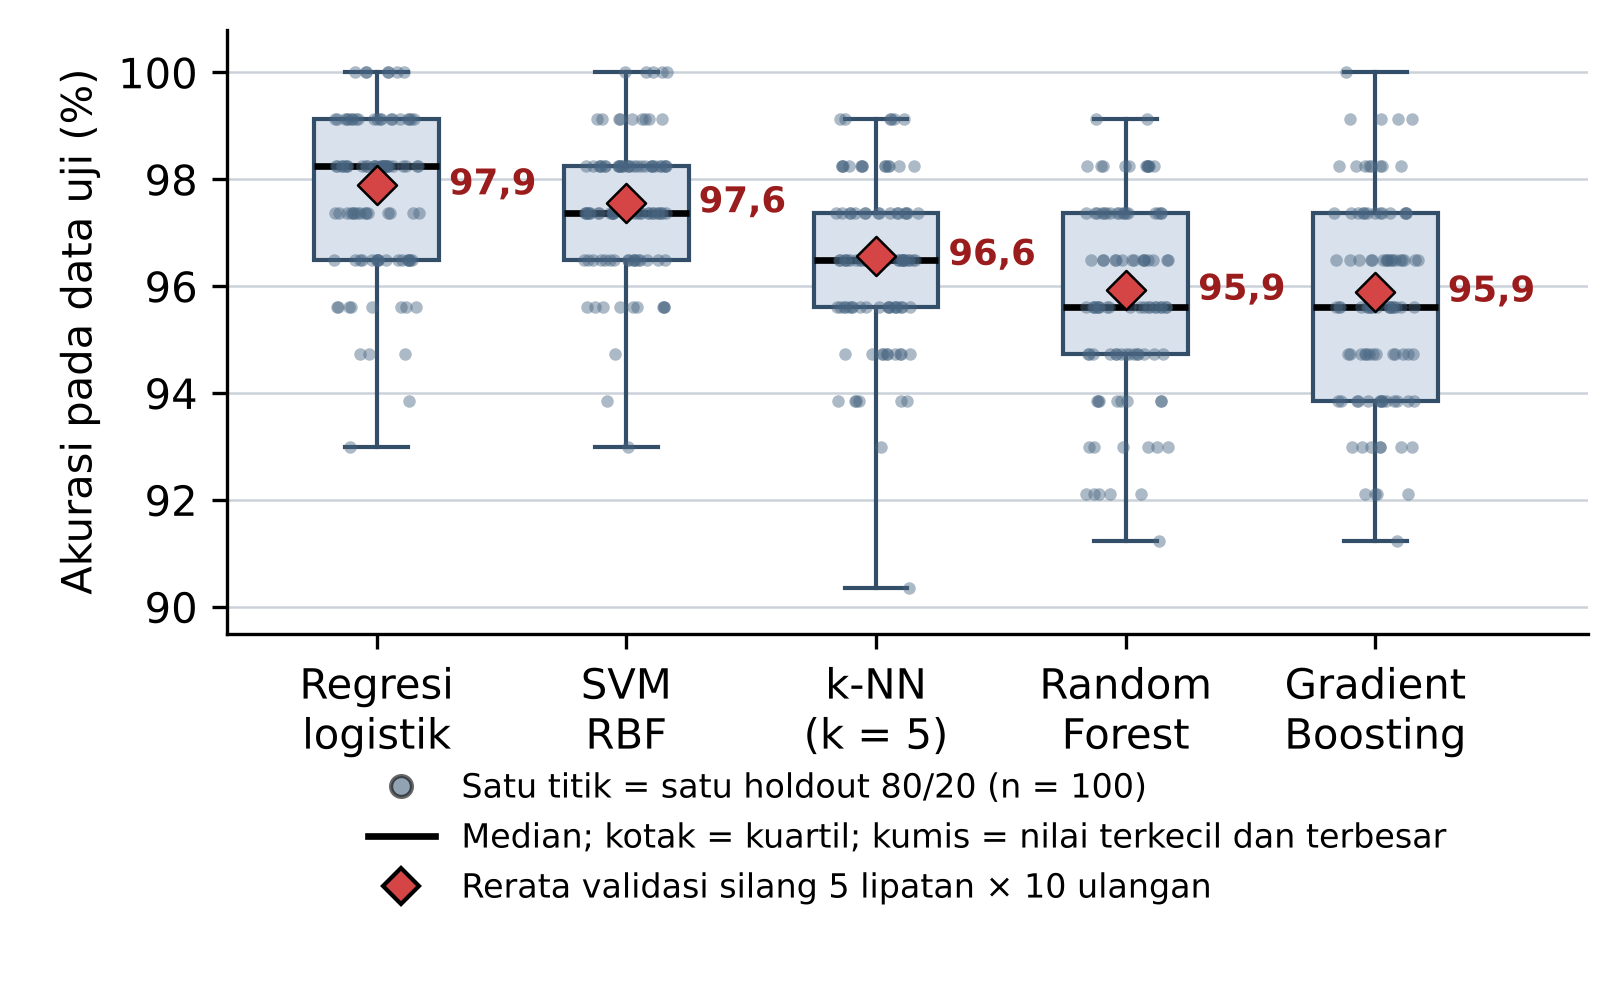 Akurasi pada data uji (%)
100
98
96
94
92
90
97,9
97,6
96,6
95,9
95,9
Regresi
logistik
SVM
RBF
k-NN
(k = 5)
Random
Forest
Gradient
Boosting
Satu titik = satu holdout 80/20 (n = 100)
Median; kotak = kuartil; kumis = nilai terkecil dan terbesar
Rerata validasi silang 5 lipatan × 10 ulangan